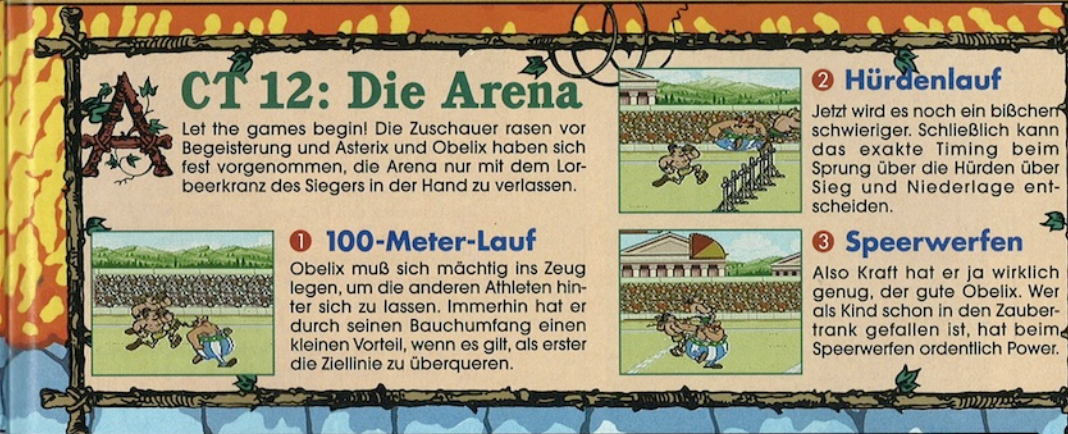 CT 12: Die Arena
Let the games begin! Die Zuschauer rasen vor
Begeisterung und Asterix und Obelix haben sich
fest vorgenommen, die Arena nur mit dem Lor-
beerkranz des Siegers in der Hand zu verlassen.
1 100-Meter-Lauf
Obelix muß sich mächtig ins Zeug
legen, um die anderen Athleten hin-
ter sich zu lassen. Immerhin hat er
durch seinen Bauchumfang einen
kleinen Vorteil, wenn es gilt, als erster
die Ziellinie zu überqueren.
2 Hürdenlauf
Jetzt wird es noch ein bißchen
schwieriger. Schließlich kann
das exakte Timing beim
Sprung über die Hürden über
Sieg und Niederlage ent-
scheiden.
3 Speerwerfen
Also Kraft hat er ja wirklich
genug, der gute Obelix. Wer
als Kind schon in den Zauber-
trank gefallen ist, hat beim
Speerwerfen ordentlich Power.